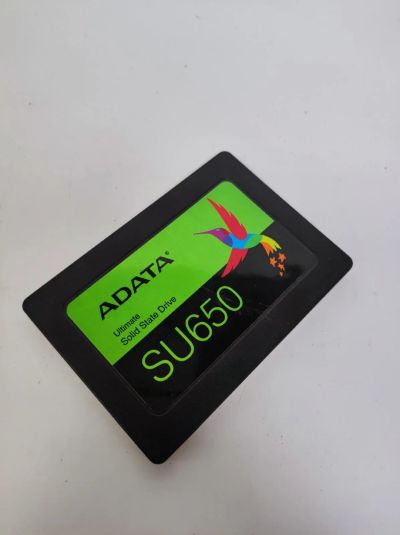 ADATA®
Ultimate
Solid State Drive
SU650